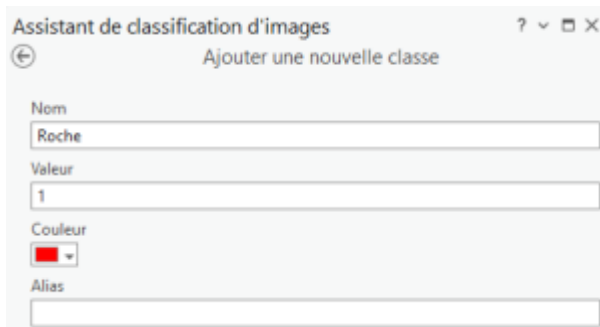 Assistant de classification d'images
Ajouter une nouvelle classe
Nom
Roche
Valeur
1
Couleur
Alias